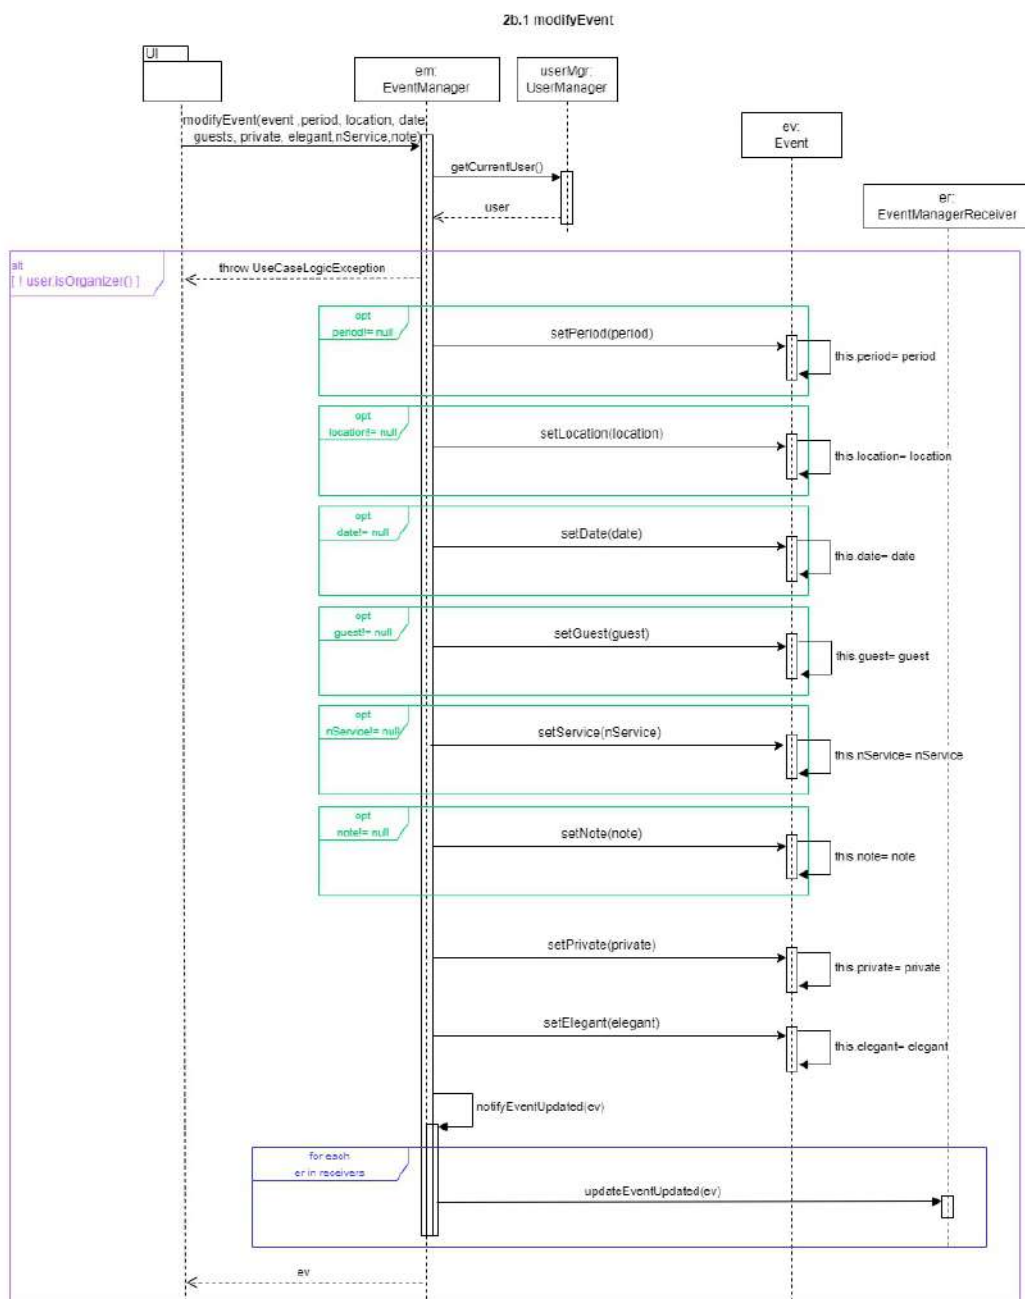 2b.1 modifyEvent
UI
em:
EventManager
userMgr:
UserManager
modifyEvent(event ,period, location, date,
guests, private, elegant,nService,note)
ev:
Event
getCurrentUser()
user
er:
EventManagerReceiver
alt
[ ! user.isOrganizer() ]
throw UseCaseLogicException
opt
period!= null
setPeriod(period)
this.period= period
opt
location!= null
setLocation(location)
this.location= location
opt
date!= null
setDate(date)
this.date= date
opt
guest!= null
setGuest(guest)
this.guest= guest
opt
nService!= null
setService(nService)
this.nService= nService
opt
note!= null
setNote(note)
this.note= note
setPrivate(private)
this.private= private
setElegant(elegant)
this.elegant= elegant
notifyEventUpdated(ev)
for each
er in receivers
updateEventUpdated(ev)
ev